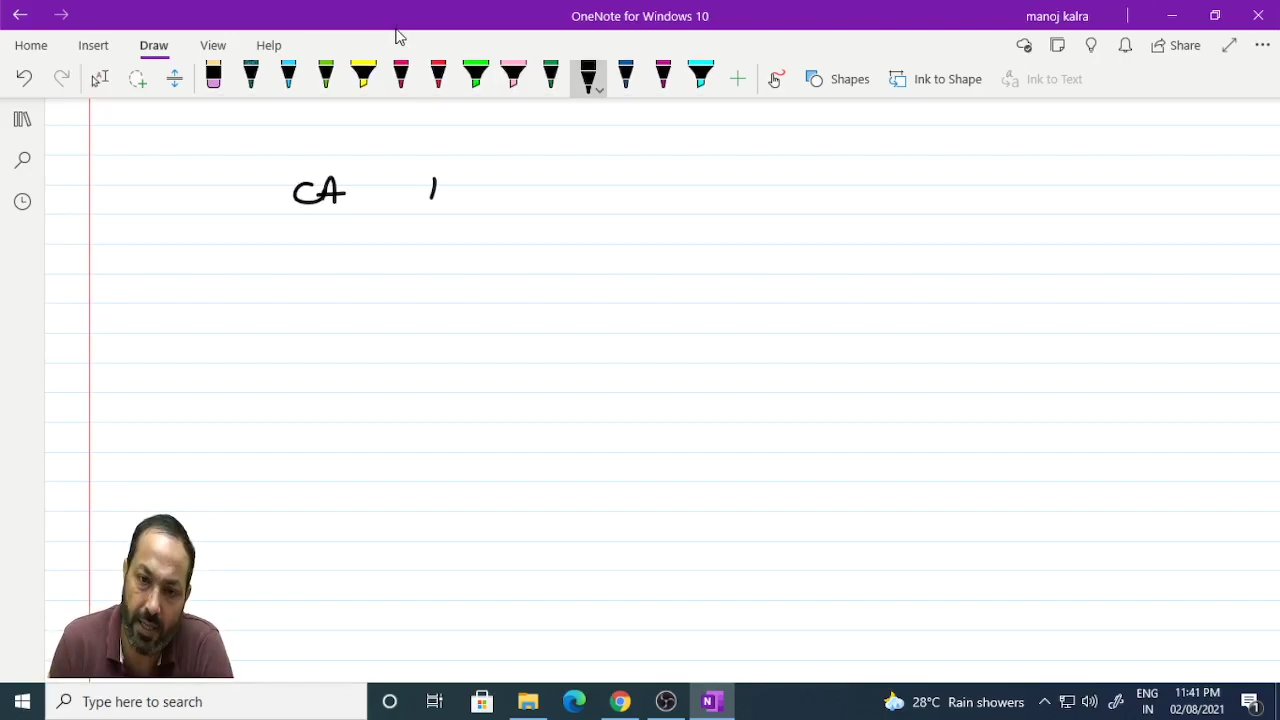 OneNote for Windows 10 manoj kalra
Home Insert Draw View Help Share
Shapes Ink to Shape Ink to Text
CA
Type here to search 28°C Rain showers ENG 11:41 PM
IN 02/08/2021 1